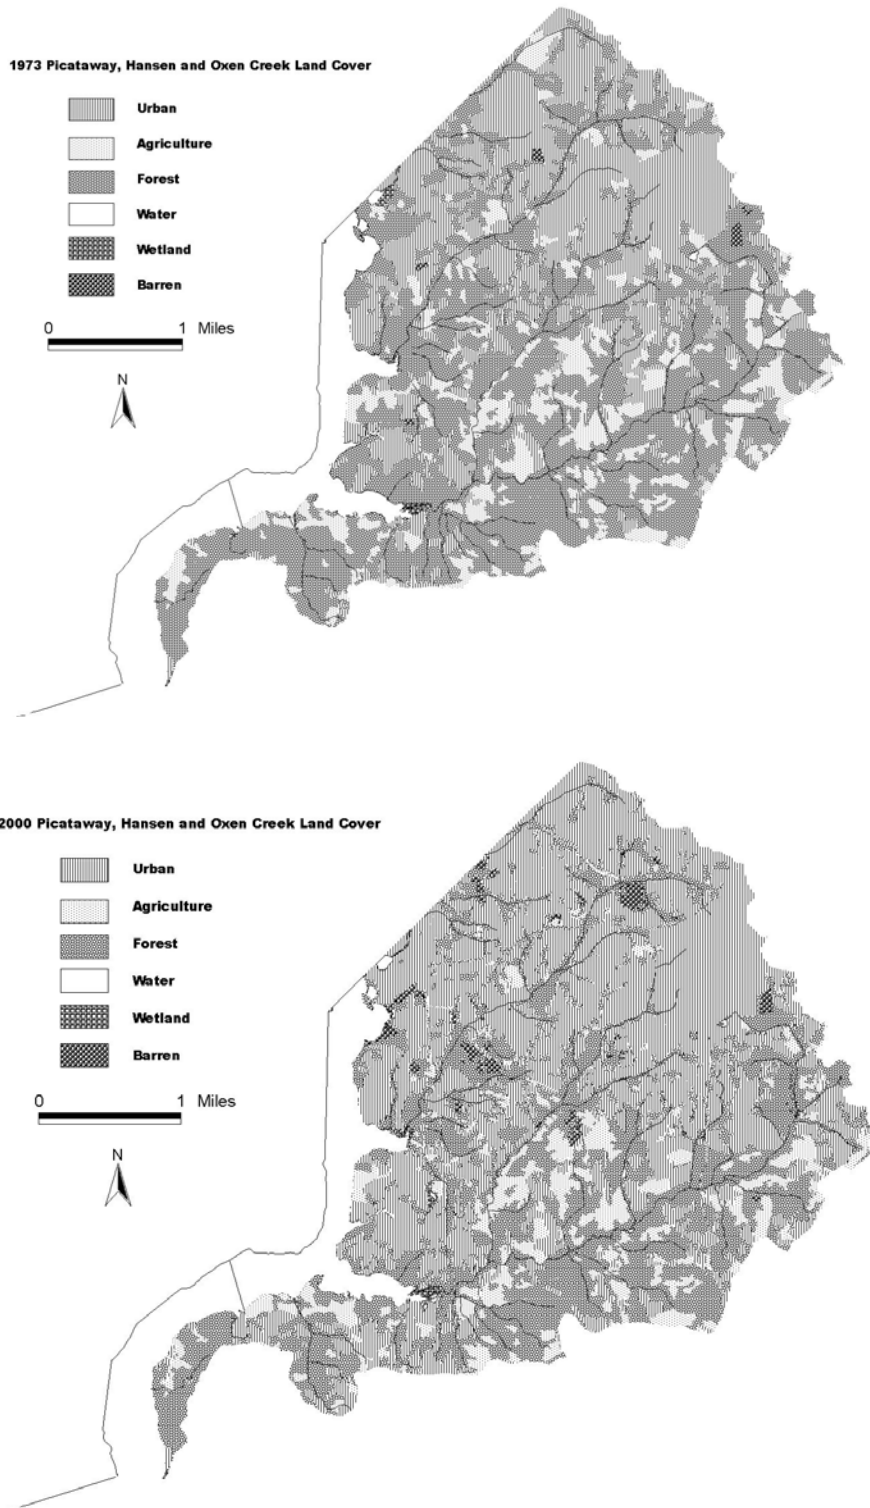 1973 Picataway, Hansen and Oxen Creek Land Cover
Urban
Agriculture
Forest
Water
Wetland
Barren
0 1 Miles
N
2000 Picataway, Hansen and Oxen Creek Land Cover
Urban
Agriculture
Forest
Water
Wetland
Barren
0 1 Miles
N